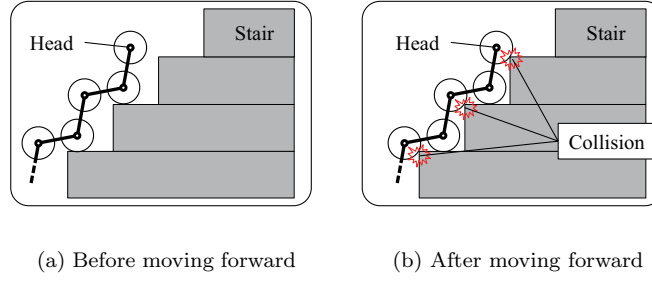 Head
Stair
Head
Stair
Collision
(a) Before moving forward
(b) After moving forward